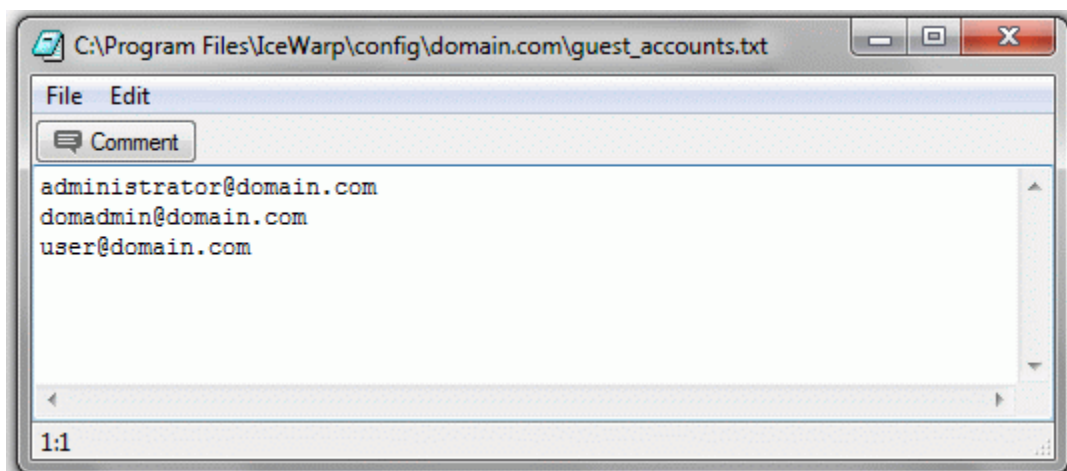 C:\Program Files\IceWarp\config\domain.com\guest_accounts.txt
File Edit
Comment
administrator@domain.com
domadmin@domain.com
user@domain.com
1:1